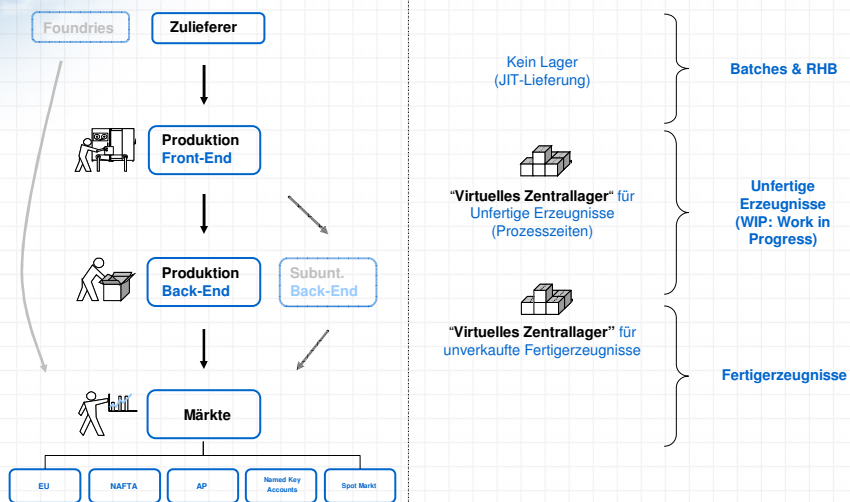 Foundries
Zulieferer
Kein Lager
(JIT-Lieferung)
Batches & RHB
Produktion
Front-End
"Virtuelles Zentrallager“ für
Unfertige Erzeugnisse
(Prozesszeiten)
Unfertige
Erzeugnisse
(WIP: Work in
Progress)
Produktion
Back-End
Subunt.
Back-End
"Virtuelles Zentrallager” für
unverkaufte Fertigerzeugnisse
Fertigerzeugnisse
Märkte
EU
NAFTA
AP
Named Key
Accounts
Spot Markt